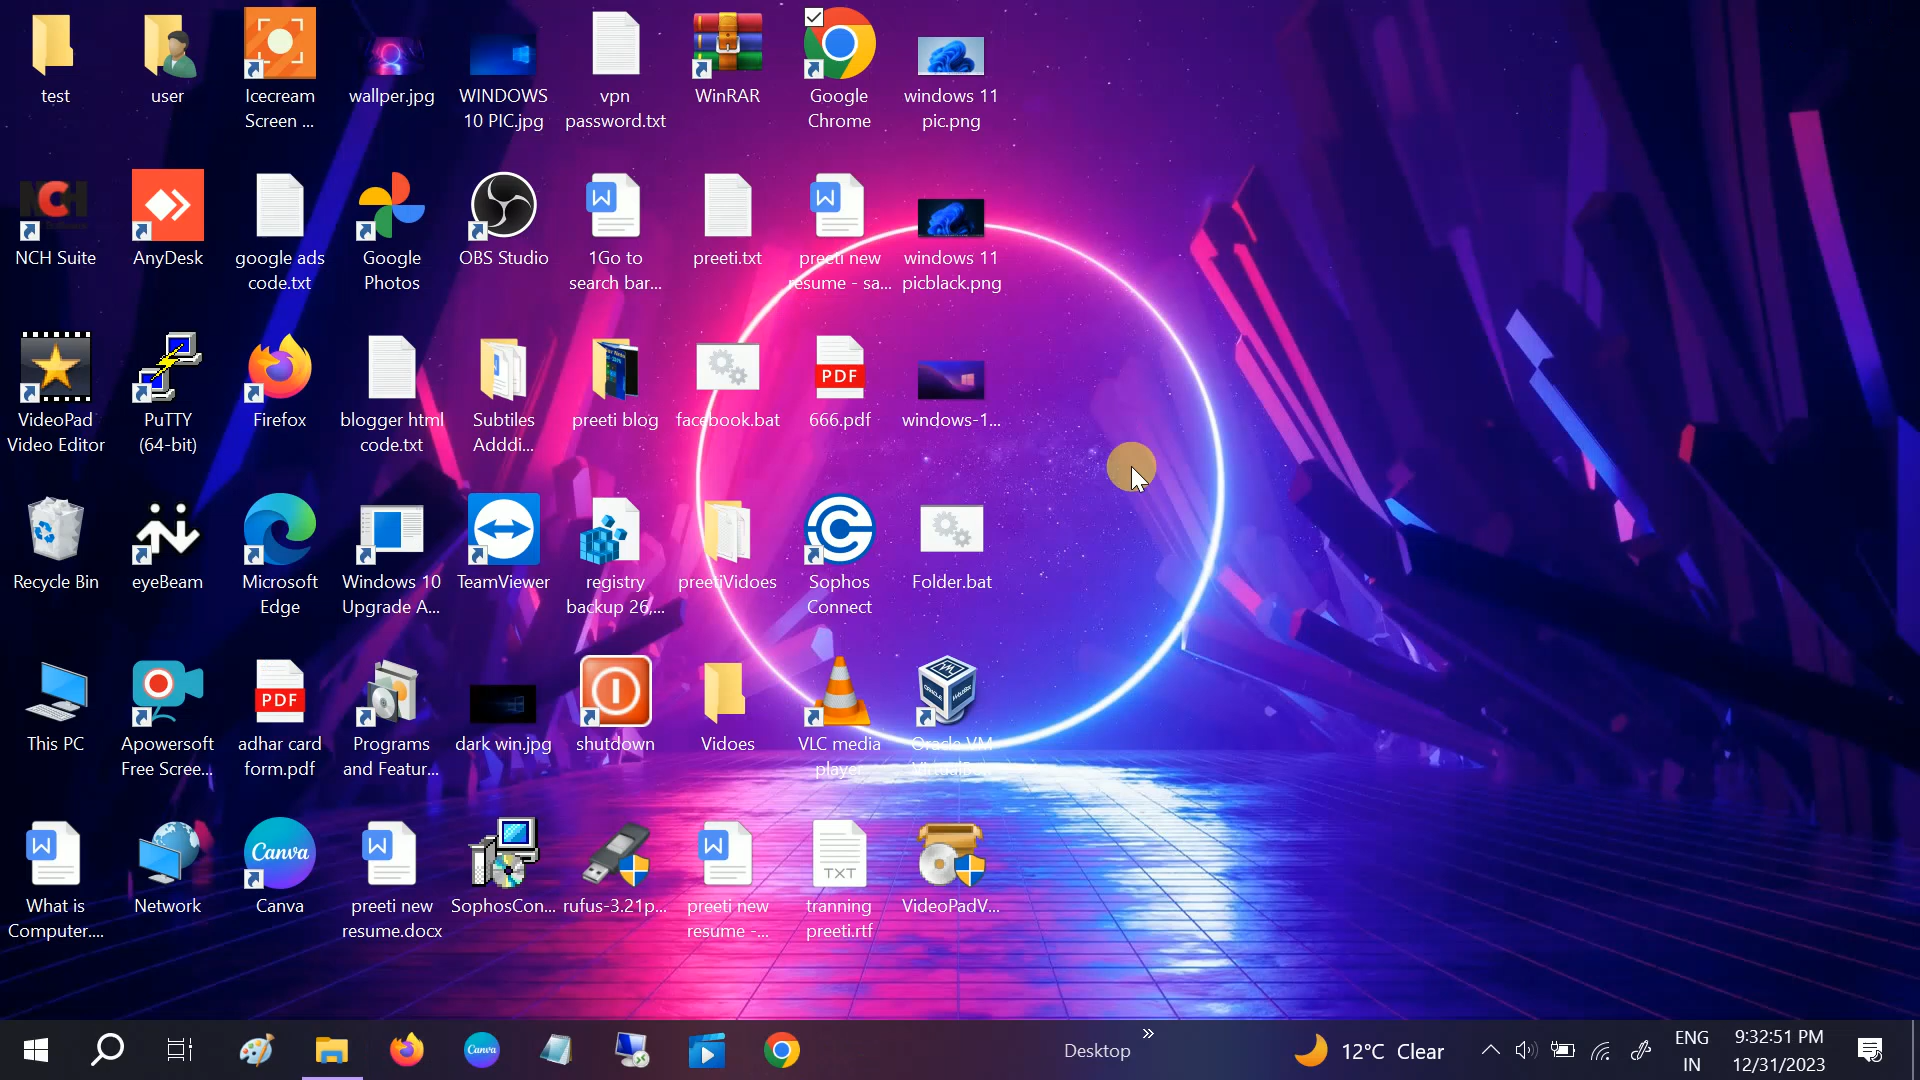 test
user
Icecream
Screen ...
wallper.jpg
WINDOWS
10 PIC.jpg
vpn
password.txt
WinRAR
Google
Chrome
windows 11
pic.png
NCH
NCH Suite
AnyDesk
google ads
code.txt
Google
Photos
OBS Studio
W
1Go to
search bar...
preeti.txt
W
preeti new
resume - sa...
windows 11
picblack.png
VideoPad
Video Editor
PuTTY
(64-bit)
Firefox
blogger html
code.txt
Subtiles
Adddi...
preeti blog
facebook.bat
PDF
666.pdf
windows-1...
Recycle Bin
eyeBeam
Microsoft
Edge
Windows 10
Upgrade A...
TeamViewer
registry
backup 26,...
preetiVidoes
Sophos
Connect
Folder.bat
This PC
Apowersoft
Free Scree...
PDF
adhar card
form.pdf
Programs
and Featur...
dark win.jpg
shutdown
Vidoes
VLC media
player
Oracle VM
VirtualBo...
W
What is
Computer....
Network
Canva
Canva
W
preeti new
resume.docx
SophosCon...
rufus-3.21p...
W
preeti new
resume -...
TXT
tranning
preeti.rtf
VideoPadV...
Canva
Desktop
»
12°C Clear
ENG
IN
9:32:51 PM
12/31/2023